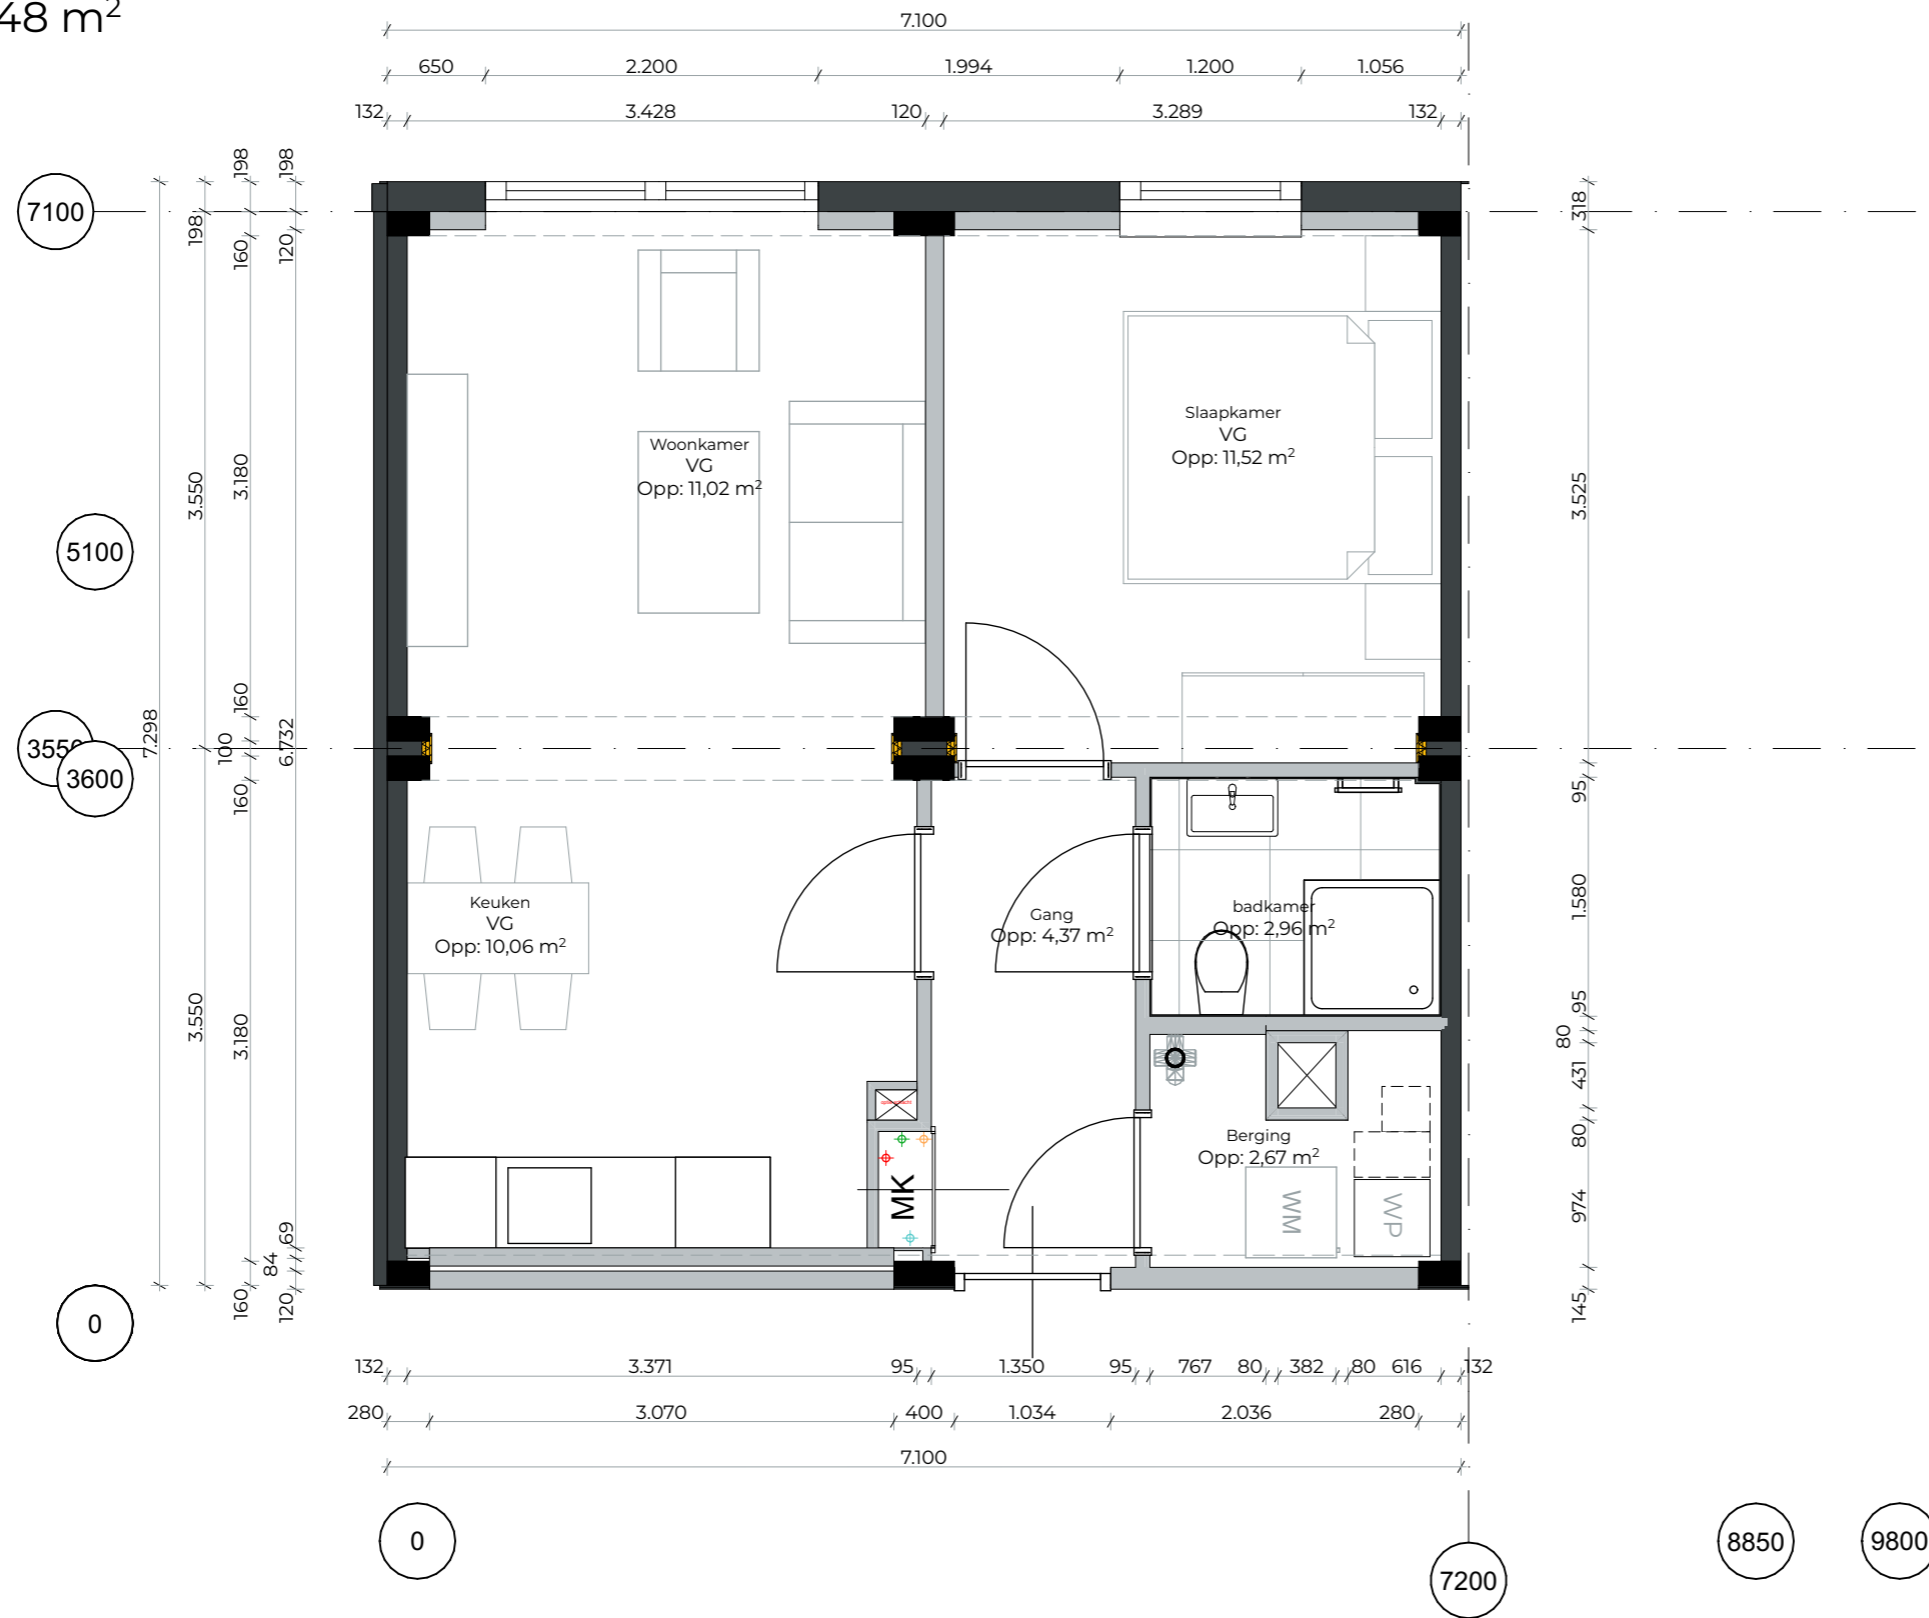 48 m²
7.100
650 2.200 1.994 1.200 1.056
132 3.428 120 3.289 132
198 198
7100
198 160 120
318
5100
3.550 3.180
3.525
Woonkamer
VG
Opp: 11,02 m²
Slaapkamer
VG
Opp: 11,52 m²
3550
3600
7.298
160
100
6.732
160
95
Keuken
VG
Opp: 10,06 m²
Gang
Opp: 4,37 m²
badkamer
Opp: 2,96 m²
1.580
3.550 3.180
95
80
431
80
974
145
Berging
Opp: 2,67 m²
MK
WM
WP
69
84
160 120
0
132 3.371 95 1.350 95 767 80 382 80 616 132
280 3.070 400 1.034 2.036 280
7.100
0
7200
8850
9800